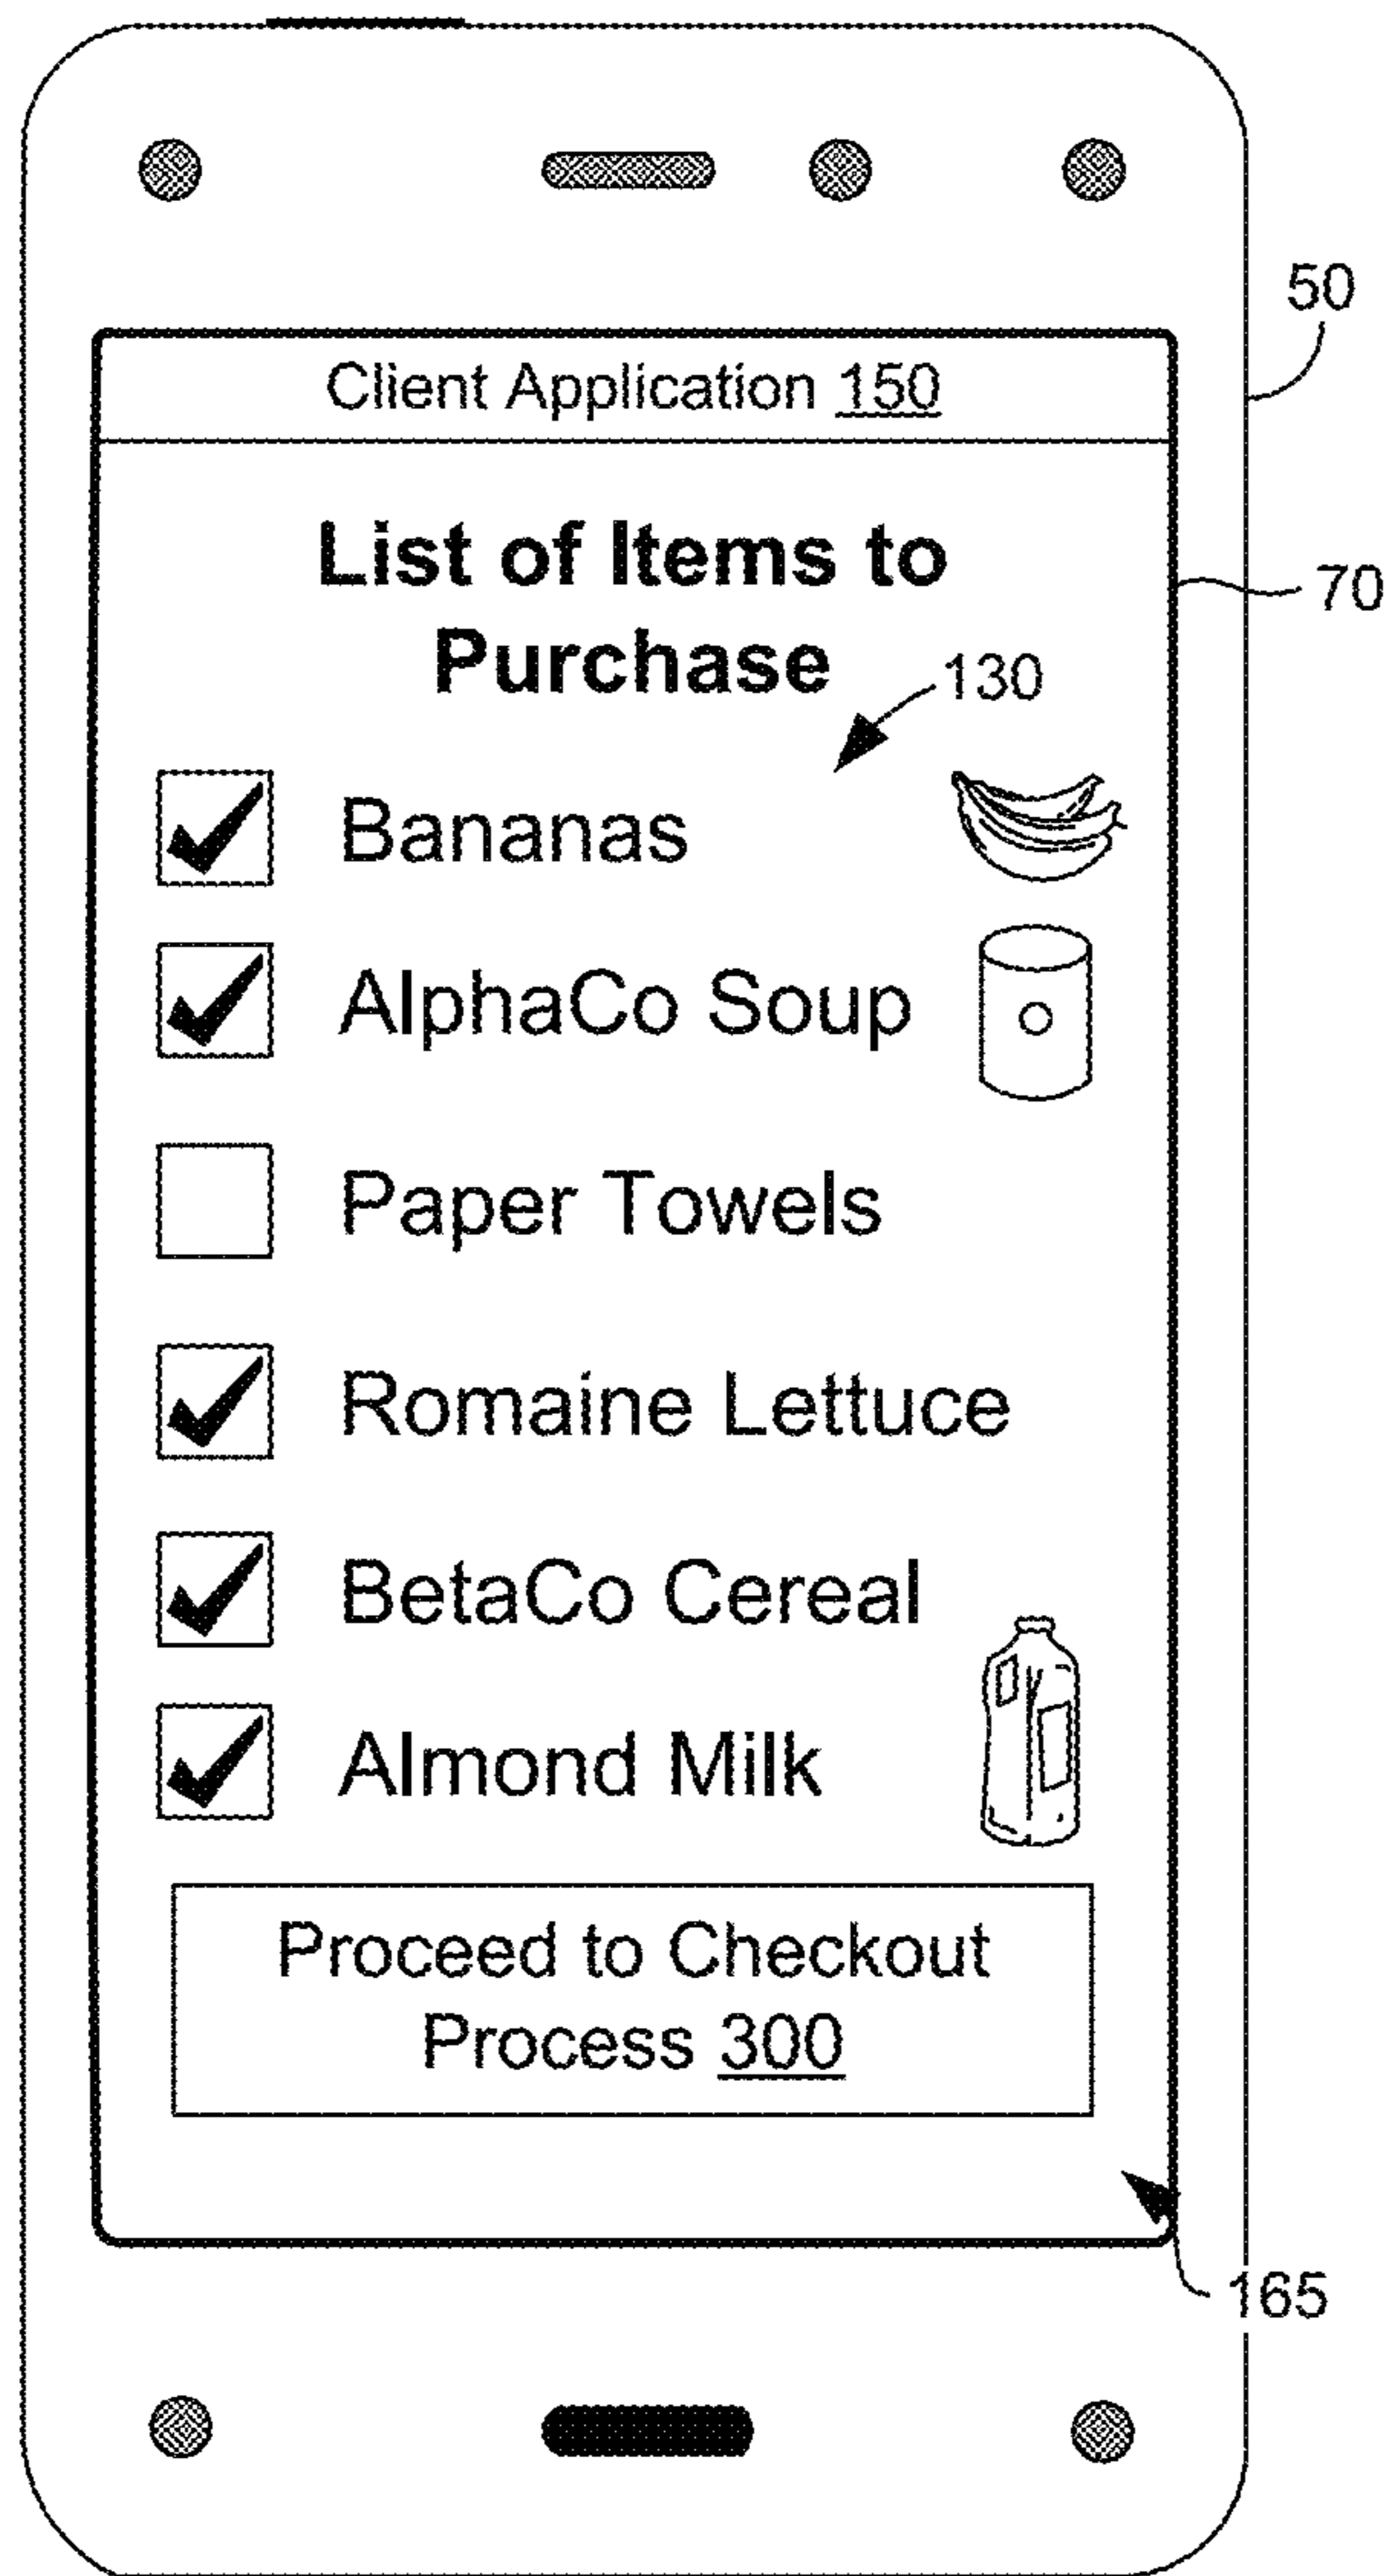 50
Client Application 150
List of Items to
70
Purchase
130
Bananas
AlphaCo Soup
Paper Towels
Romaine Lettuce
BetaCo Cereal
Almond Milk
Proceed to Checkout
Process 300
165